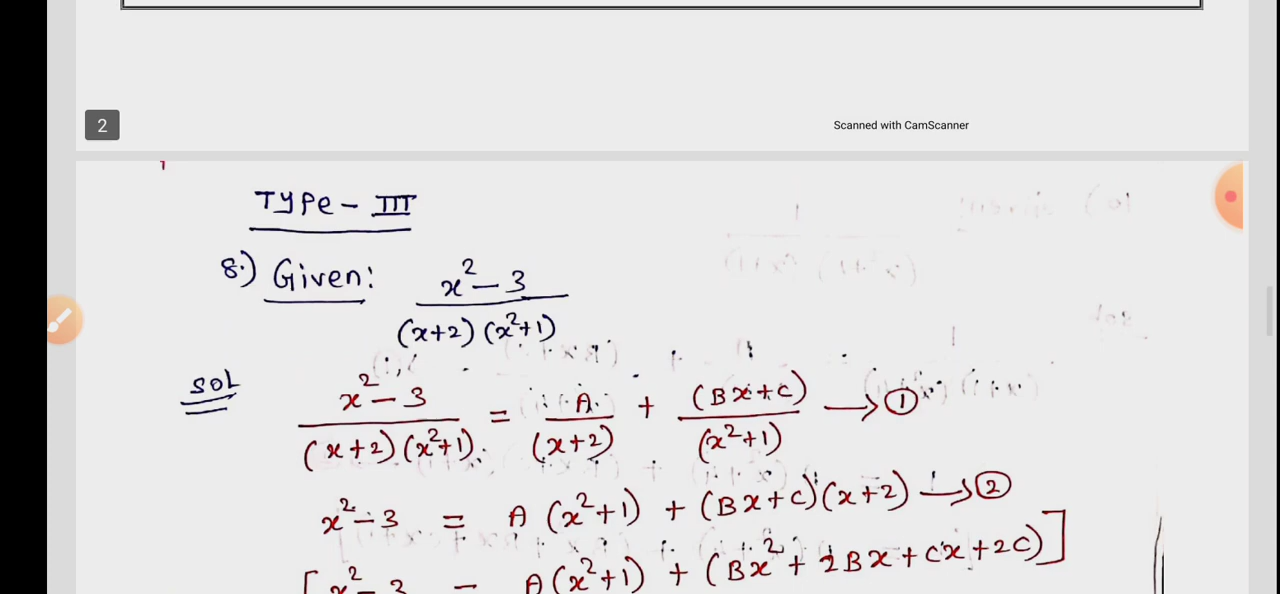 2
Scanned with CamScanner
Type - III
8.) Given: x² - 3 / (x+2) (x²+1)
Sol
x² - 3 / (x+2) (x²+1) = A / (x+2) + (Bx+C) / (x²+1) → ①
x² - 3 = A (x²+1) + (Bx+C)(x+2) → ②
[x² - 3 = A(x²+1) + (Bx² + 2Bx + Cx + 2C)]